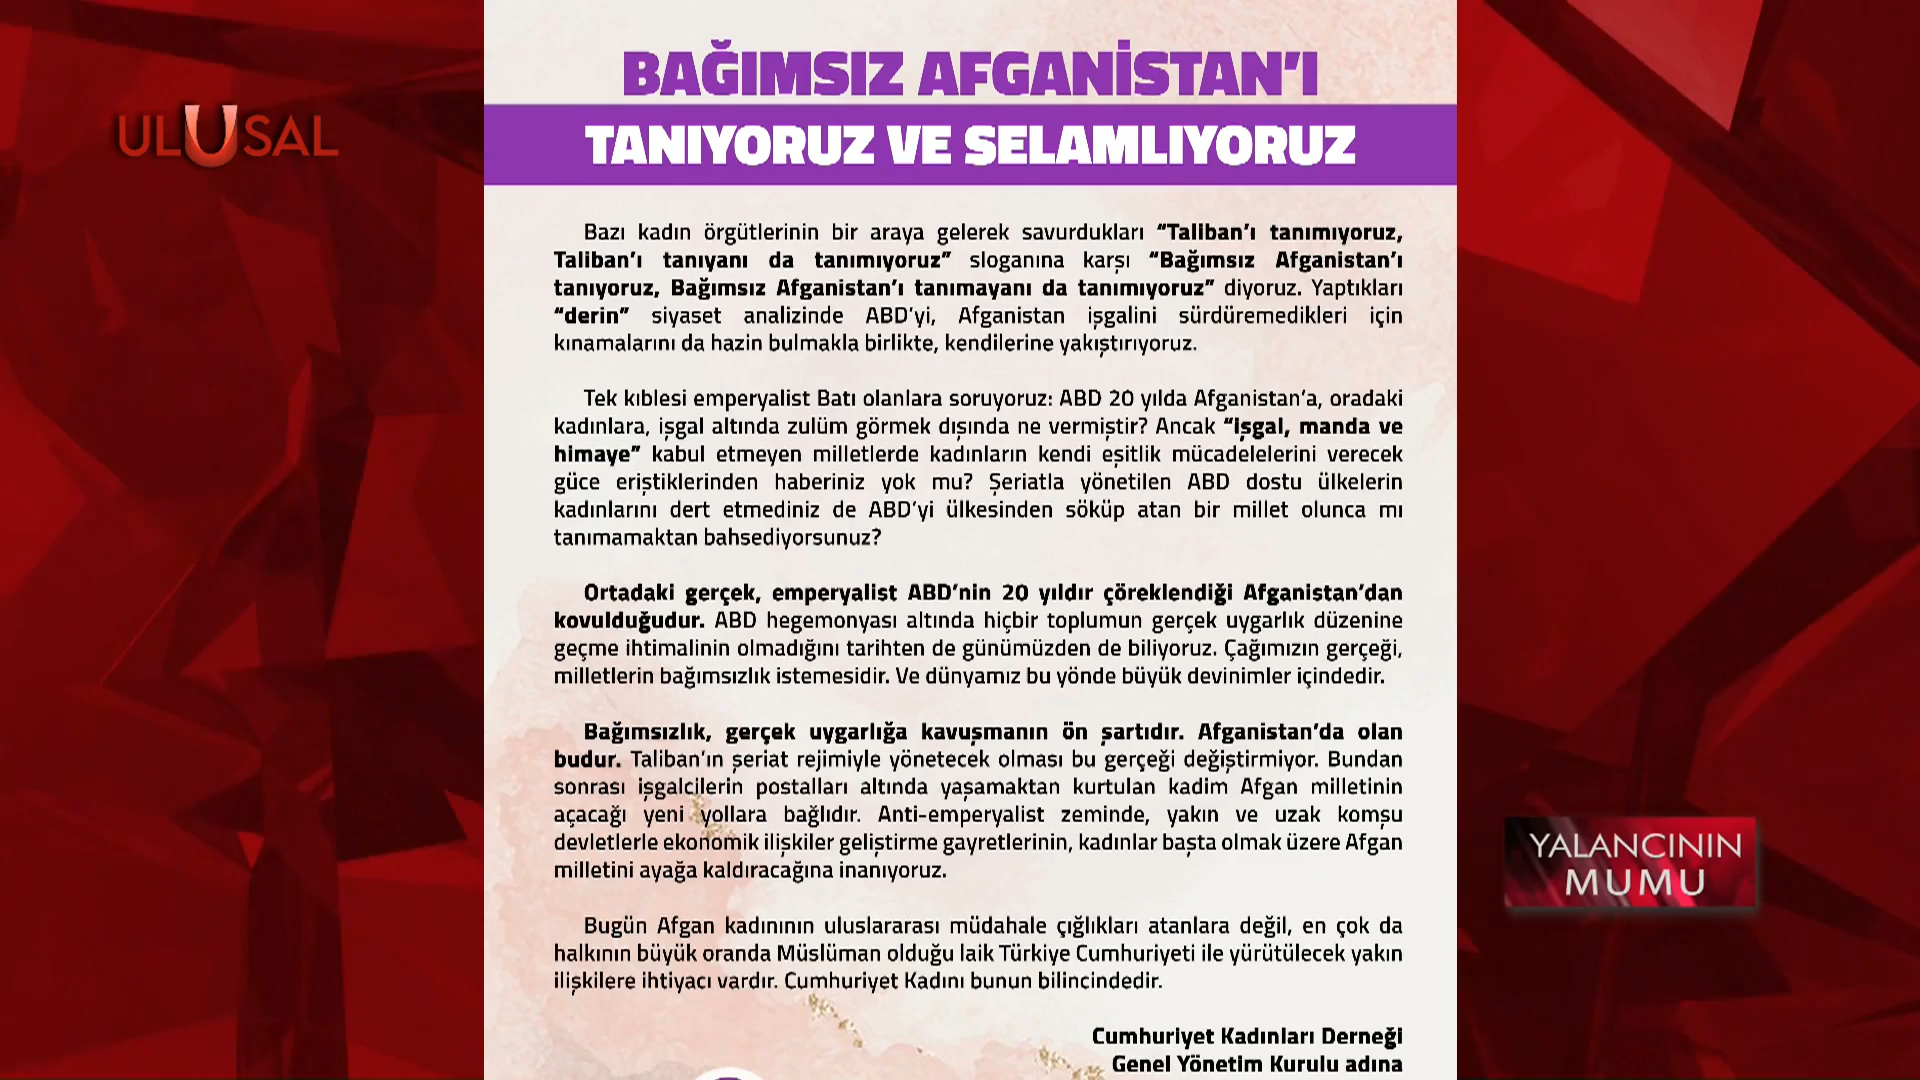 BAĞIMSIZ AFGANİSTAN’I
TANIYORUZ VE SELAMLIYORUZ
ULUSAL
Bazı kadın örgütlerinin bir araya gelerek savurdukları “Taliban’ı tanımıyoruz,
Taliban’ı tanıyanı da tanımıyoruz” sloganına karşı “Bağımsız Afganistan’ı
tanıyoruz, Bağımsız Afganistan’ı tanımayanı da tanımıyoruz” diyoruz. Yaptıkları
“derin” siyaset analizinde ABD’yi, Afganistan işgalini sürdüremedikleri için
kınamalarını da hazin bulmakla birlikte, kendilerine yakıştırıyoruz.
Tek kıblesi emperyalist Batı olanlara soruyoruz: ABD 20 yılda Afganistan’a, oradaki
kadınlara, işgal altında zulüm görmek dışında ne vermiştir? Ancak “işgal, manda ve
himaye” kabul etmeyen milletlerde kadınların kendi eşitlik mücadelelerini verecek
güce eriştiklerinden haberiniz yok mu? Şeriatla yönetilen ABD dostu ülkelerin
kadınlarını dert etmediniz de ABD’yi ülkesinden söküp atan bir millet olunca mı
tanımamaktan bahsediyorsunuz?
Ortadaki gerçek, emperyalist ABD’nin 20 yıldır çöreklendiği Afganistan’dan
kovulduğudur. ABD hegemonyası altında hiçbir toplumun gerçek uygarlık düzenine
geçme ihtimalinin olmadığını tarihten de günümüzden de biliyoruz. Çağımızın gerçeği,
milletlerin bağımsızlık istemesidir. Ve dünyamız bu yönde büyük devinimler içindedir.
Bağımsızlık, gerçek uygarlığa kavuşmanın ön şartıdır. Afganistan’da olan
budur. Taliban’ın şeriat rejimiyle yönetecek olması bu gerçeği değiştirmiyor. Bundan
sonrası işgalcilerin postalları altında yaşamaktan kurtulan kadim Afgan milletinin
açacağı yeni yollara bağlıdır. Anti-emperyalist zeminde, yakın ve uzak komşu
devletlerle ekonomik ilişkiler geliştirme gayretlerinin, kadınlar başta olmak üzere Afgan
milletini ayağa kaldıracağına inanıyoruz.
YALANCININ
MUMU
Bugün Afgan kadınının uluslararası müdahale çığlıkları atanlara değil, en çok da
halkının büyük oranda Müslüman olduğu laik Türkiye Cumhuriyeti ile yürütülecek yakın
ilişkilere ihtiyacı vardır. Cumhuriyet Kadını bunun bilincindedir.
Cumhuriyet Kadınları Derneği
Genel Yönetim Kurulu adına